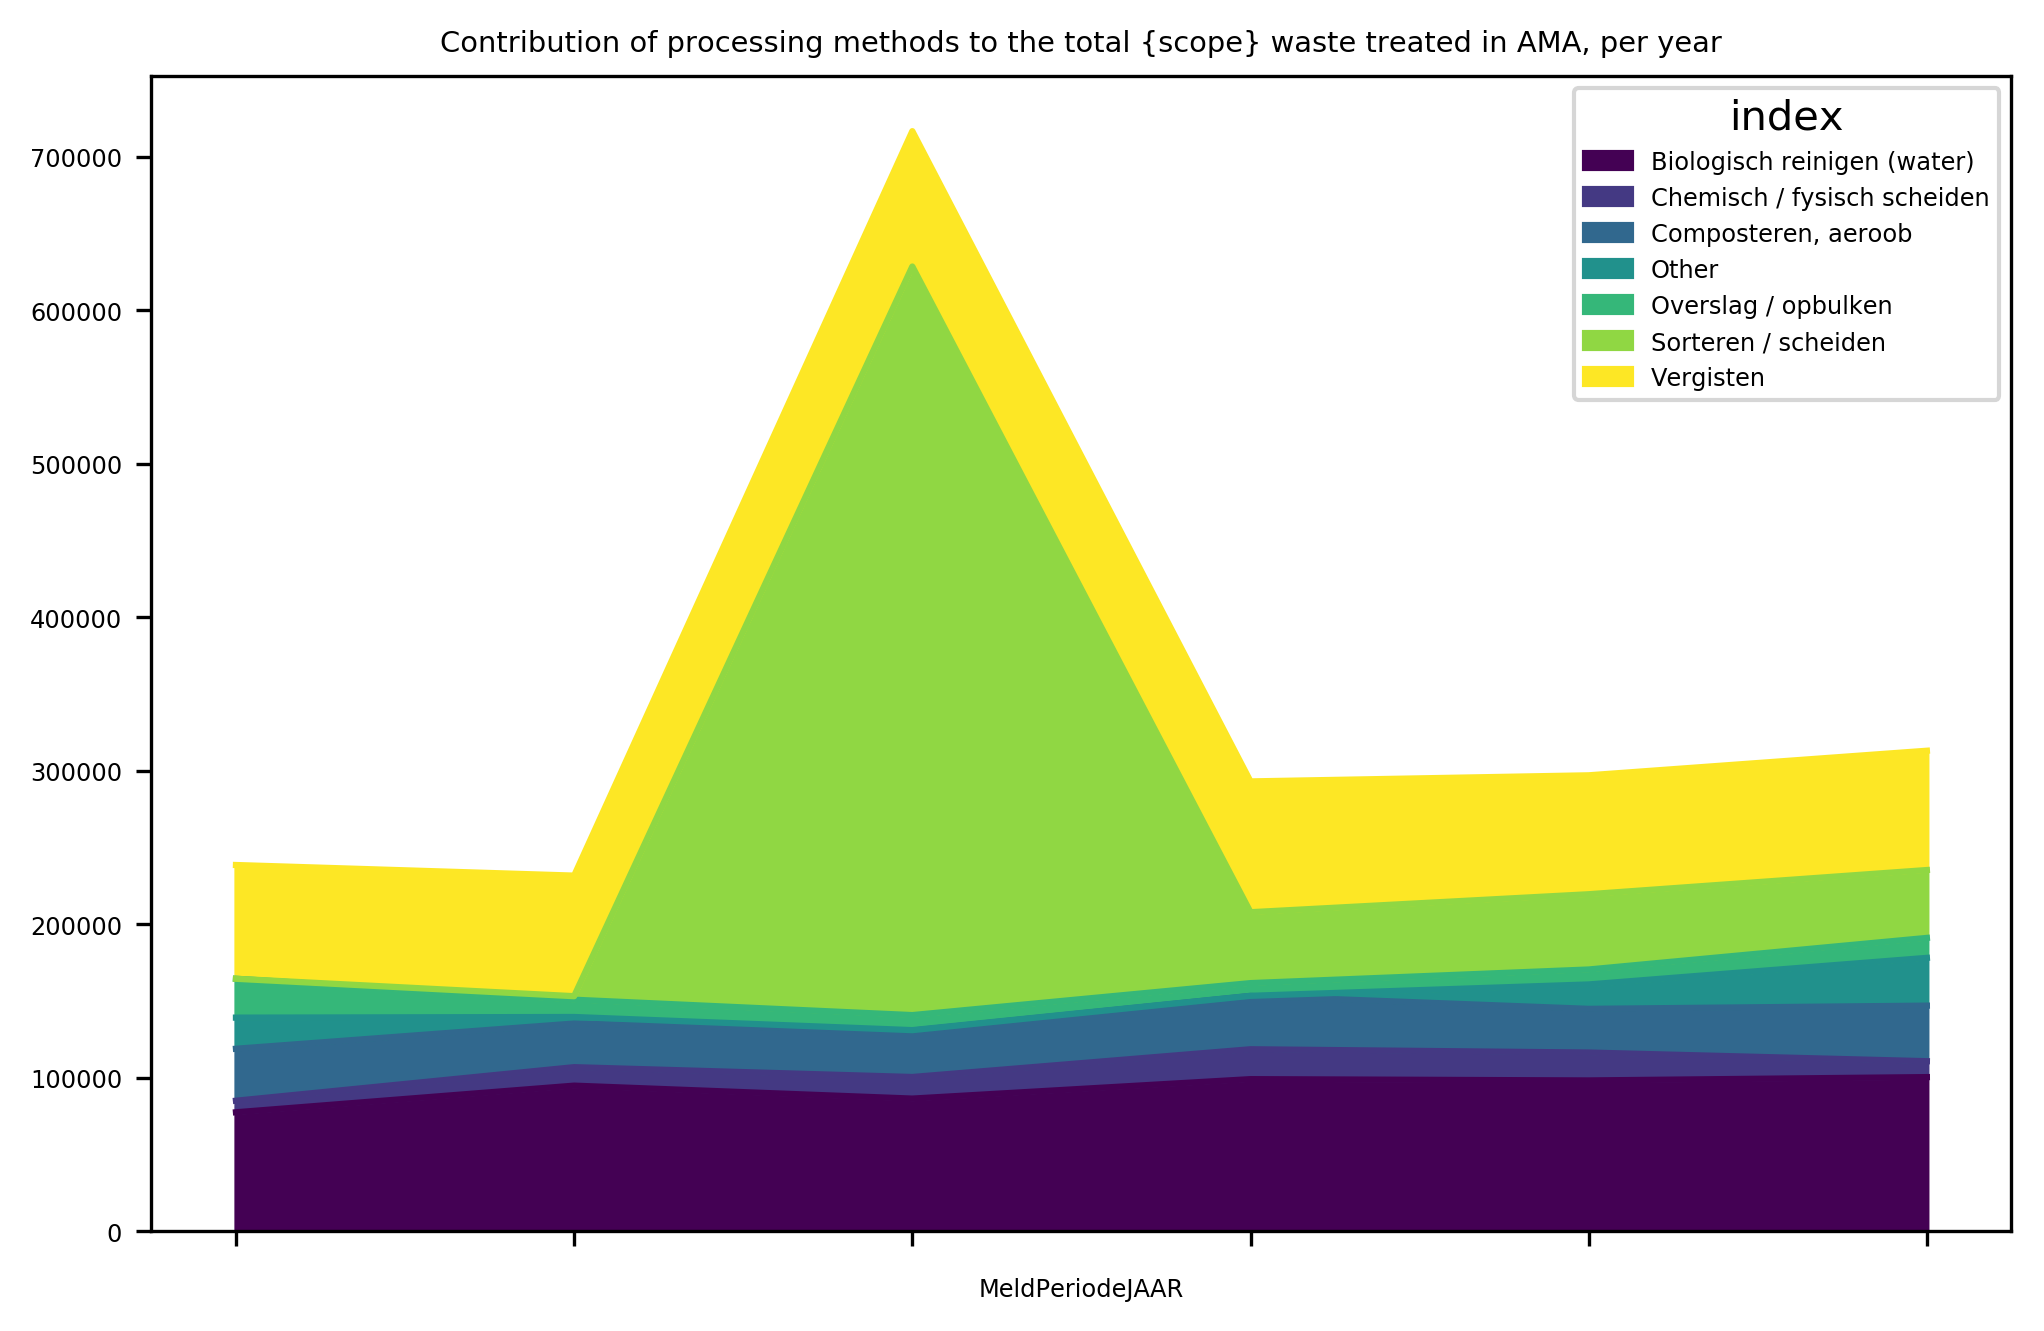 Contribution of processing methods to the total {scope} waste treated in AMA, per year
index
Biologisch reinigen (water)
Chemisch / fysisch scheiden
Composteren, aeroob
Other
Overslag / opbulken
Sorteren / scheiden
Vergisten
700000
600000
500000
400000
300000
200000
100000
0
MeldPeriodeJAAR